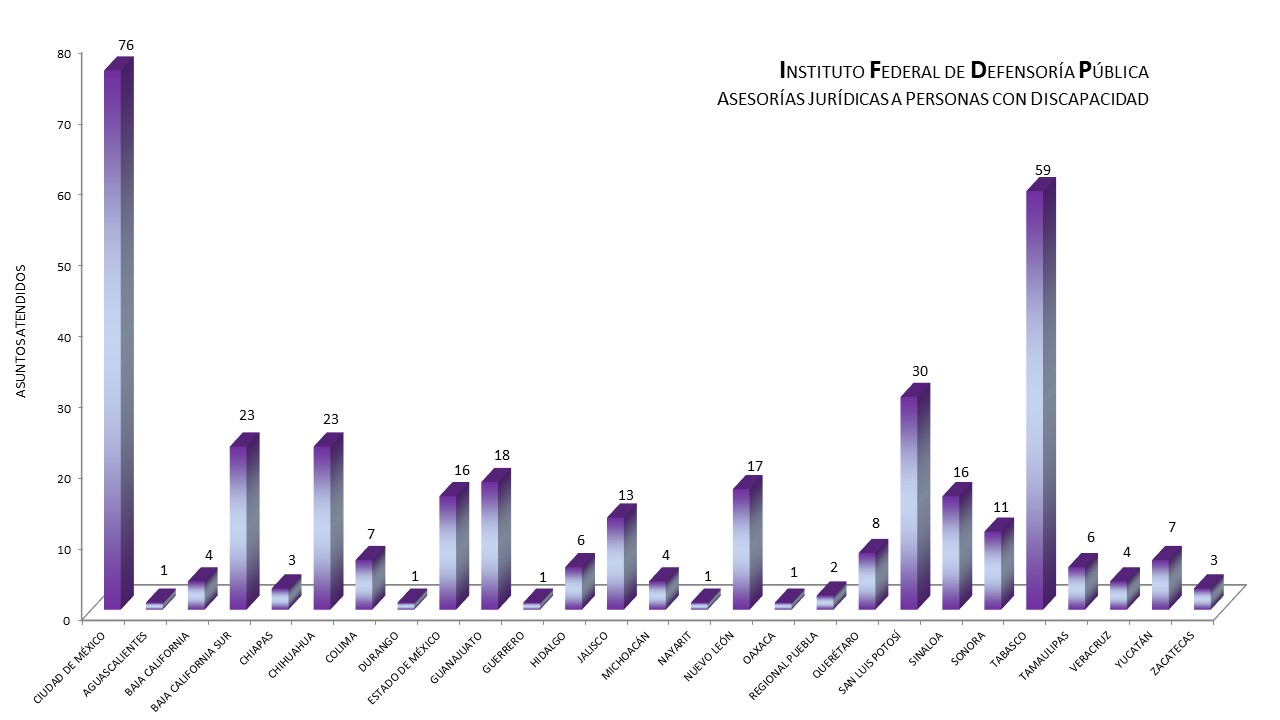 INSTITUTO FEDERAL DE DEFENSORÍA PÚBLICA
ASESORÍAS JURÍDICAS A PERSONAS CON DISCAPACIDAD
ASUNTOS ATENDIDOS
80
70
60
50
40
30
20
10
0
76
1
4
23
3
23
7
1
16
18
1
6
13
4
1
17
1
2
8
30
16
11
59
6
4
7
3
CIUDAD DE MÉXICO
AGUASCALIENTES
BAJA CALIFORNIA
BAJA CALIFORNIA SUR
CHIAPAS
CHIHUAHUA
COLIMA
DURANGO
ESTADO DE MÉXICO
GUANAJUATO
GUERRERO
HIDALGO
JALISCO
MICHOACÁN
NAYARIT
NUEVO LEÓN
OAXACA
REGIONAL PUEBLA
QUERÉTARO
SAN LUIS POTOSÍ
SINALOA
SONORA
TABASCO
TAMAULIPAS
VERACRUZ
YUCATÁN
ZACATECAS